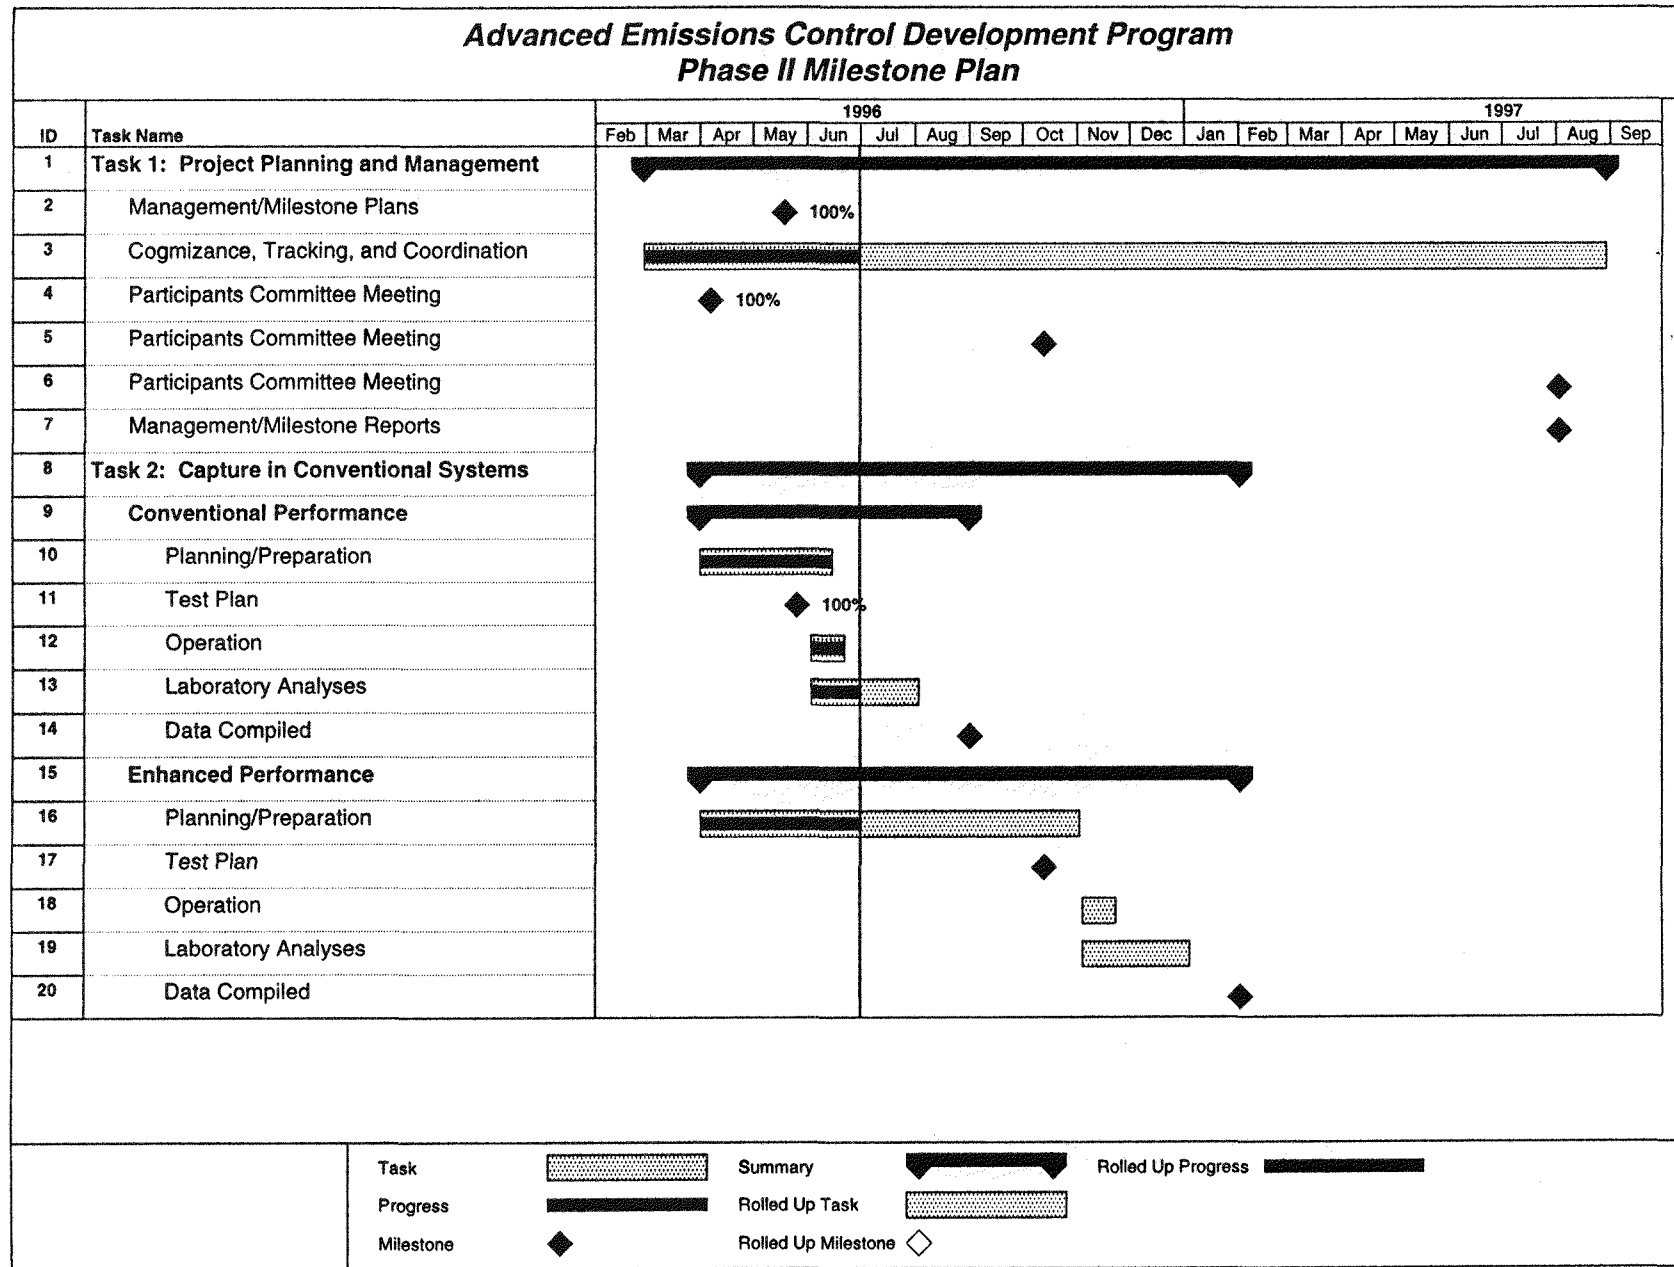 Advanced Emissions Control Development Program
Phase II Milestone Plan
1996 1997
ID Task Name Feb Mar Apr May Jun Jul Aug Sep Oct Nov Dec Jan Feb Mar Apr May Jun Jul Aug Sep
1 Task 1: Project Planning and Management
2 Management/Milestone Plans 100%
3 Cogmizance, Tracking, and Coordination
4 Participants Committee Meeting 100%
5 Participants Committee Meeting
6 Participants Committee Meeting
7 Management/Milestone Reports
8 Task 2: Capture in Conventional Systems
9 Conventional Performance
10 Planning/Preparation
11 Test Plan 100%
12 Operation
13 Laboratory Analyses
14 Data Compiled
15 Enhanced Performance
16 Planning/Preparation
17 Test Plan
18 Operation
19 Laboratory Analyses
20 Data Compiled
Task Summary Rolled Up Progress
Progress Rolled Up Task
Milestone Rolled Up Milestone